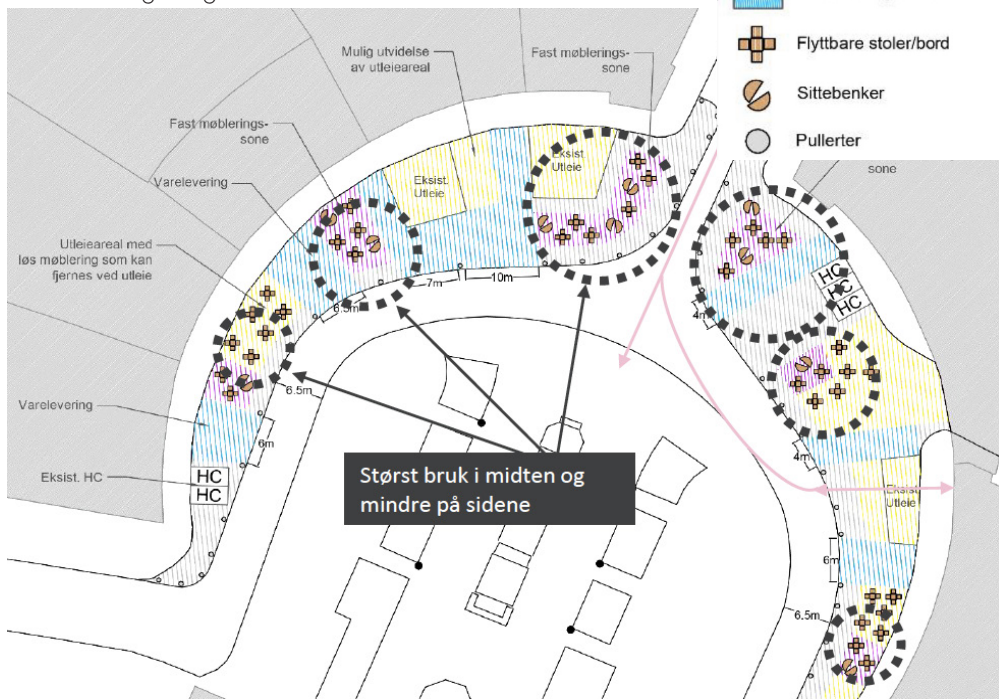 Flyttbare stoler/bord
Sittebenker
Pullerter
sone
Mulig utvidelse
av utleieareal
Fast møblerings-
sone
Fast møblerings-
sone
Varelevering
Utleieareal med
løs møblering som kan
fjernes ved utleie
Varelevering
Eksist. HC
Eksist.
Utleie
Eksist.
Utleie
HC
HC
6m
6.5m
6.5m
7m
10m
Størst bruk i midten og
mindre på sidene
4m
HC
HC
HC
4m
Eksist.
Utleie
6m
6.5m